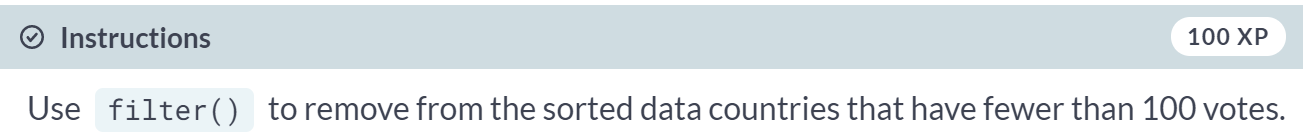 Instructions 100 XP
Use filter() to remove from the sorted data countries that have fewer than 100 votes.